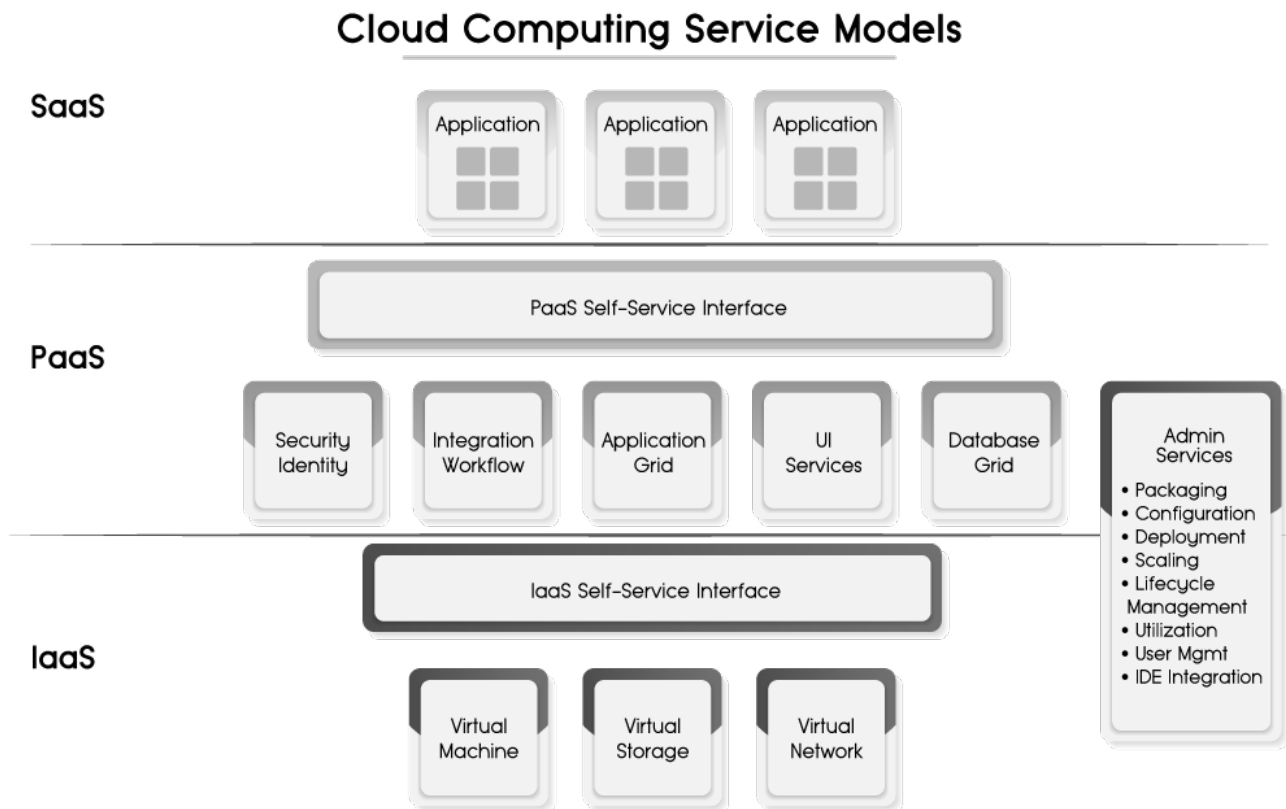 Cloud Computing Service Models
SaaS
Application
Application
Application
PaaS Self-Service Interface
PaaS
Security
Identity
Integration
Workflow
Application
Grid
UI
Services
Database
Grid
Admin
Services
• Packaging
• Configuration
• Deployment
• Scaling
• Lifecycle
Management
• Utilization
• User Mgmt
• IDE Integration
IaaS Self-Service Interface
IaaS
Virtual
Machine
Virtual
Storage
Virtual
Network